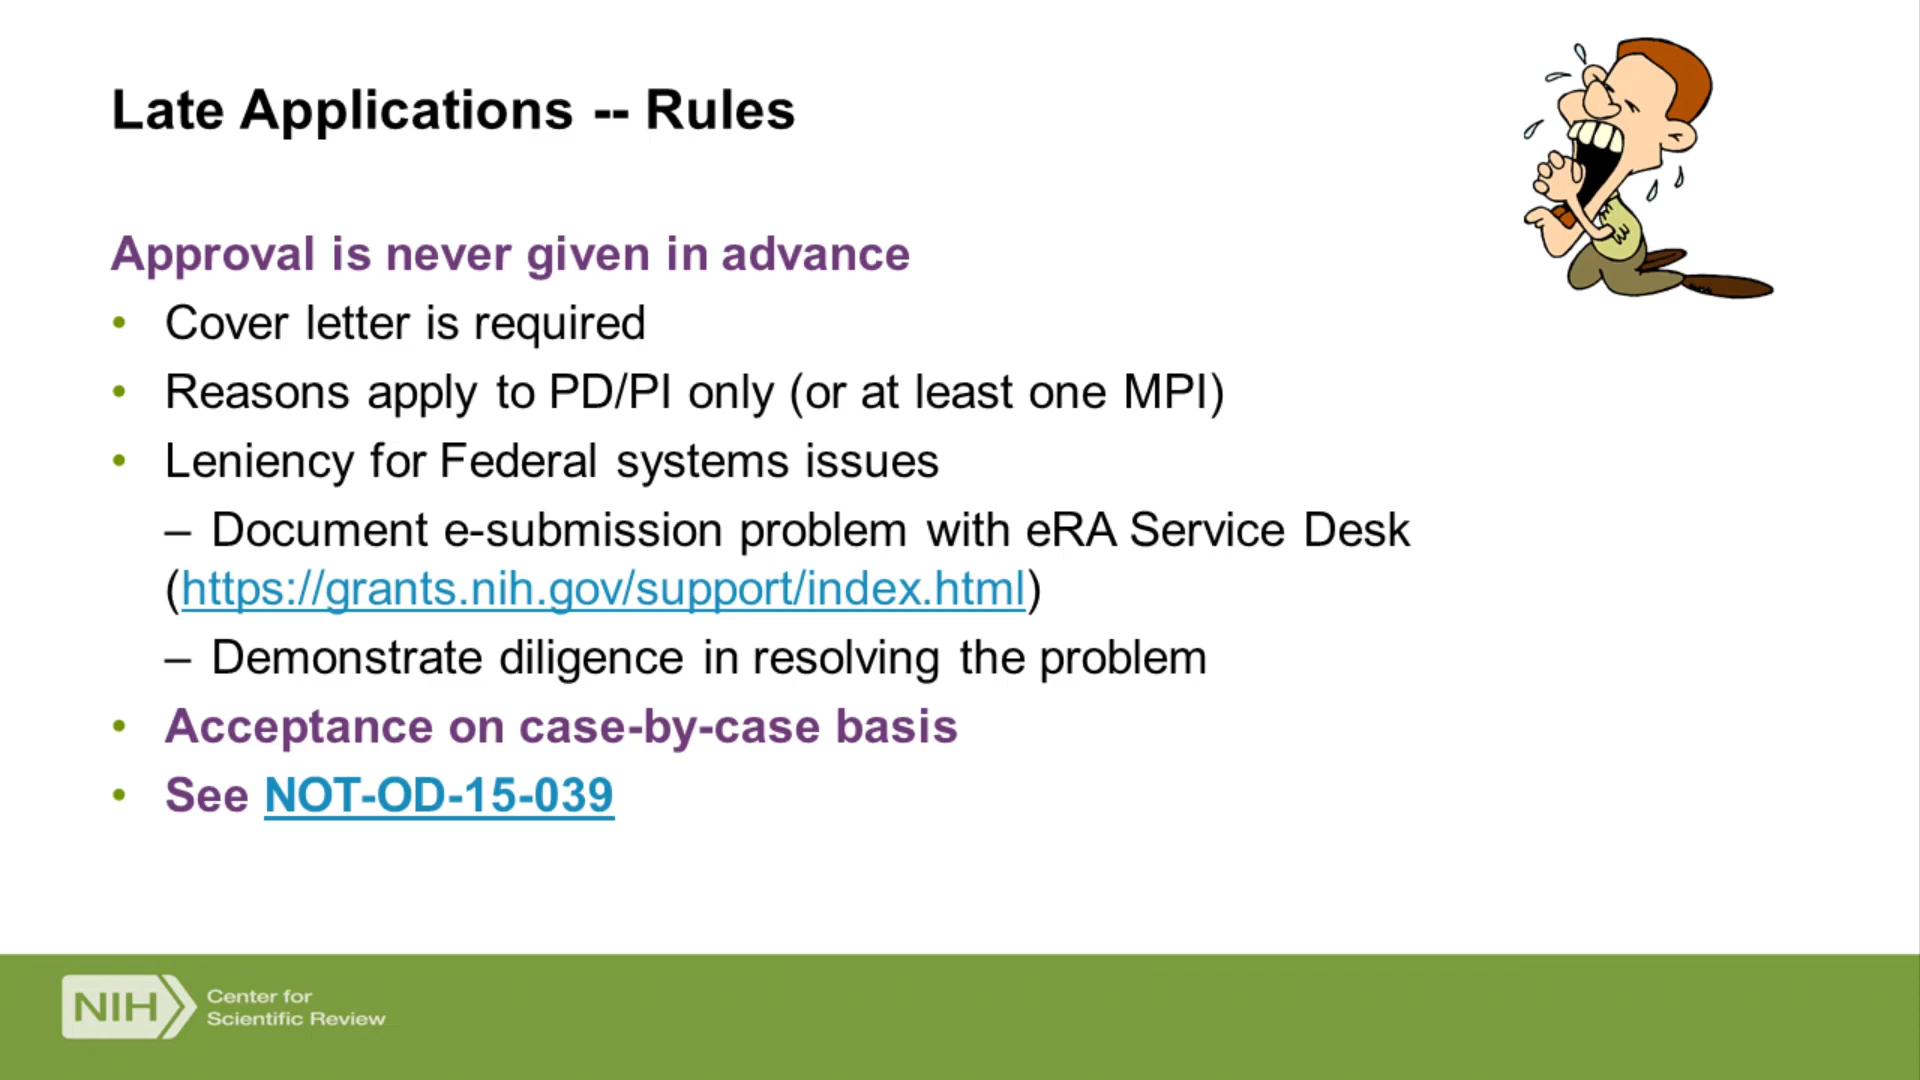 Late Applications -- Rules
Approval is never given in advance
• Cover letter is required
• Reasons apply to PD/PI only (or at least one MPI)
• Leniency for Federal systems issues
– Document e-submission problem with eRA Service Desk
(https://grants.nih.gov/support/index.html)
– Demonstrate diligence in resolving the problem
• Acceptance on case-by-case basis
• See NOT-OD-15-039
NIH
Center for
Scientific Review